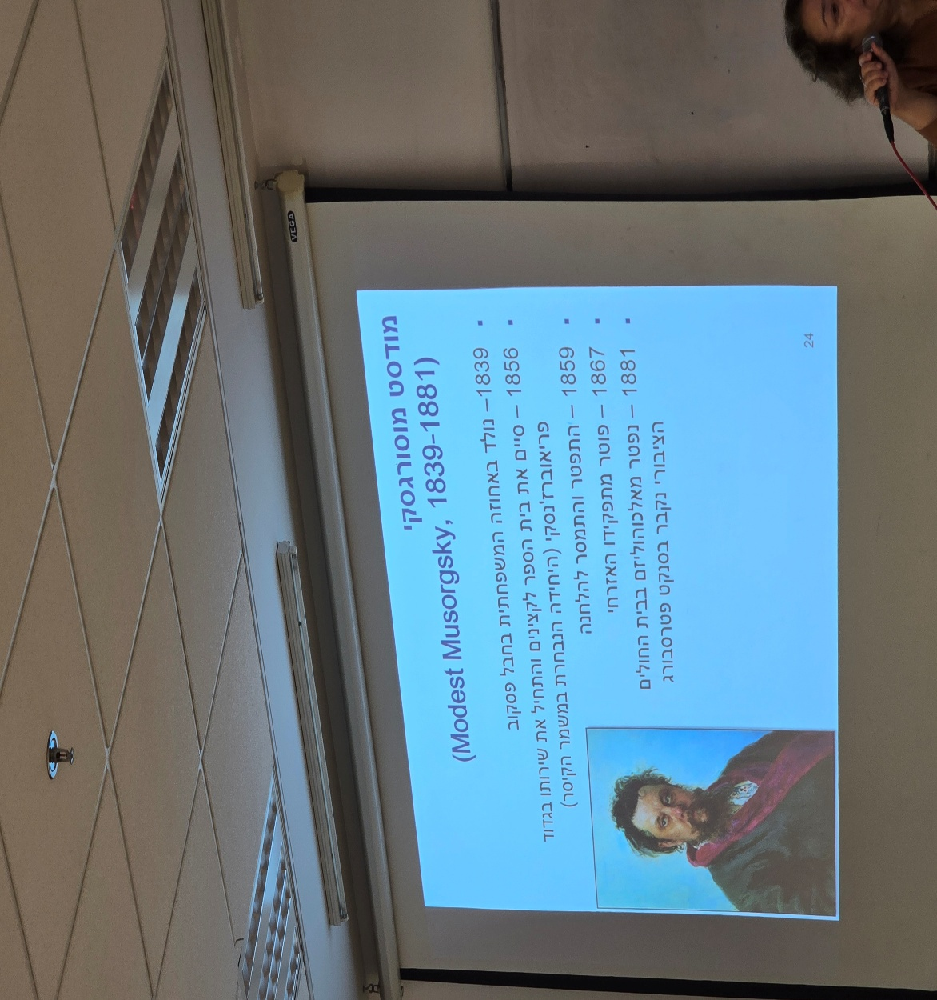 VEGA
מודסט מוסורגסקי
(Modest Musorgsky, 1839-1881)
▪ 1839– נולד באחוזה המשפחתית בחבל פסקוב
▪ 1856 – סיים את בית הספר לקצינים והתחיל את שירותו בגדוד
פריאוברז'נסקי (היחידה הנבחרת במשמר הקיסר)
▪ 1859 – התפטר והתמסר להלחנה
▪ 1867 – פוטר מתפקידו האזרחי
▪ 1881 – נפטר מאלכוהוליזם בבית החולים
הציבורי נקבר בסנקט פטרסבורג
24